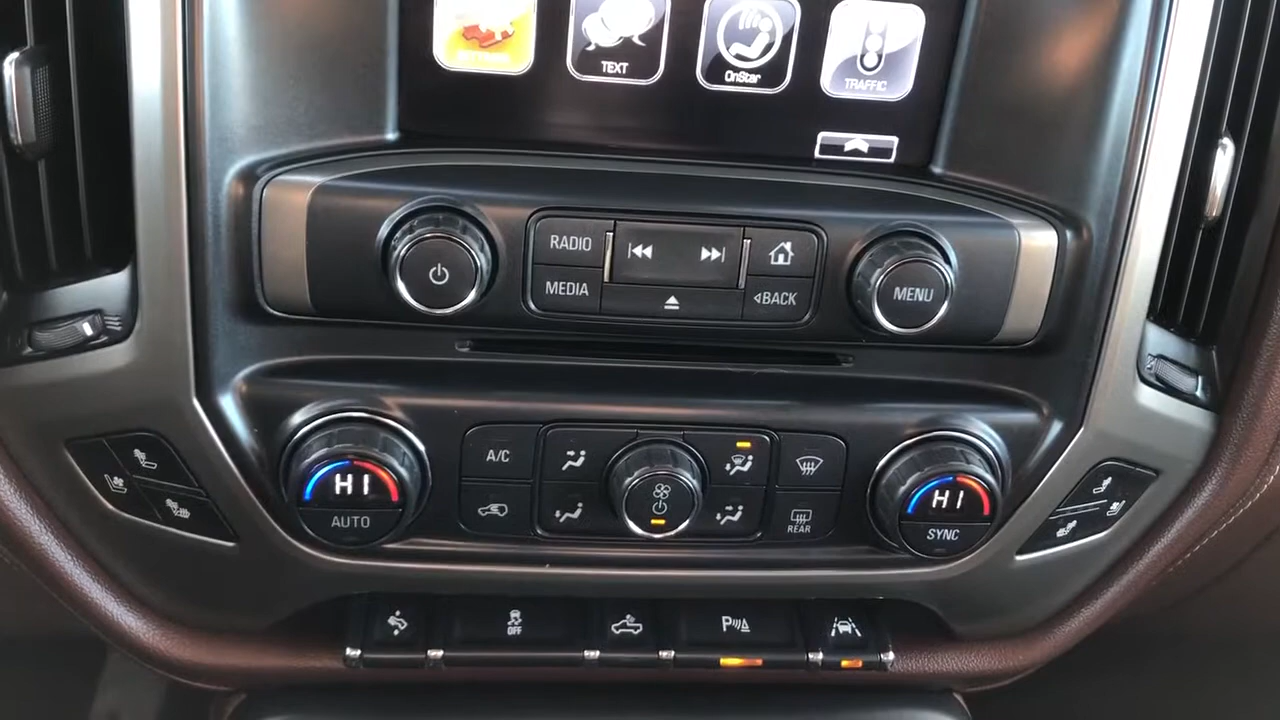 TEXT
OnStar
TRAFFIC
RADIO
MEDIA
BACK
MENU
A/C
HI
AUTO
REAR
HI
SYNC
OFF
P